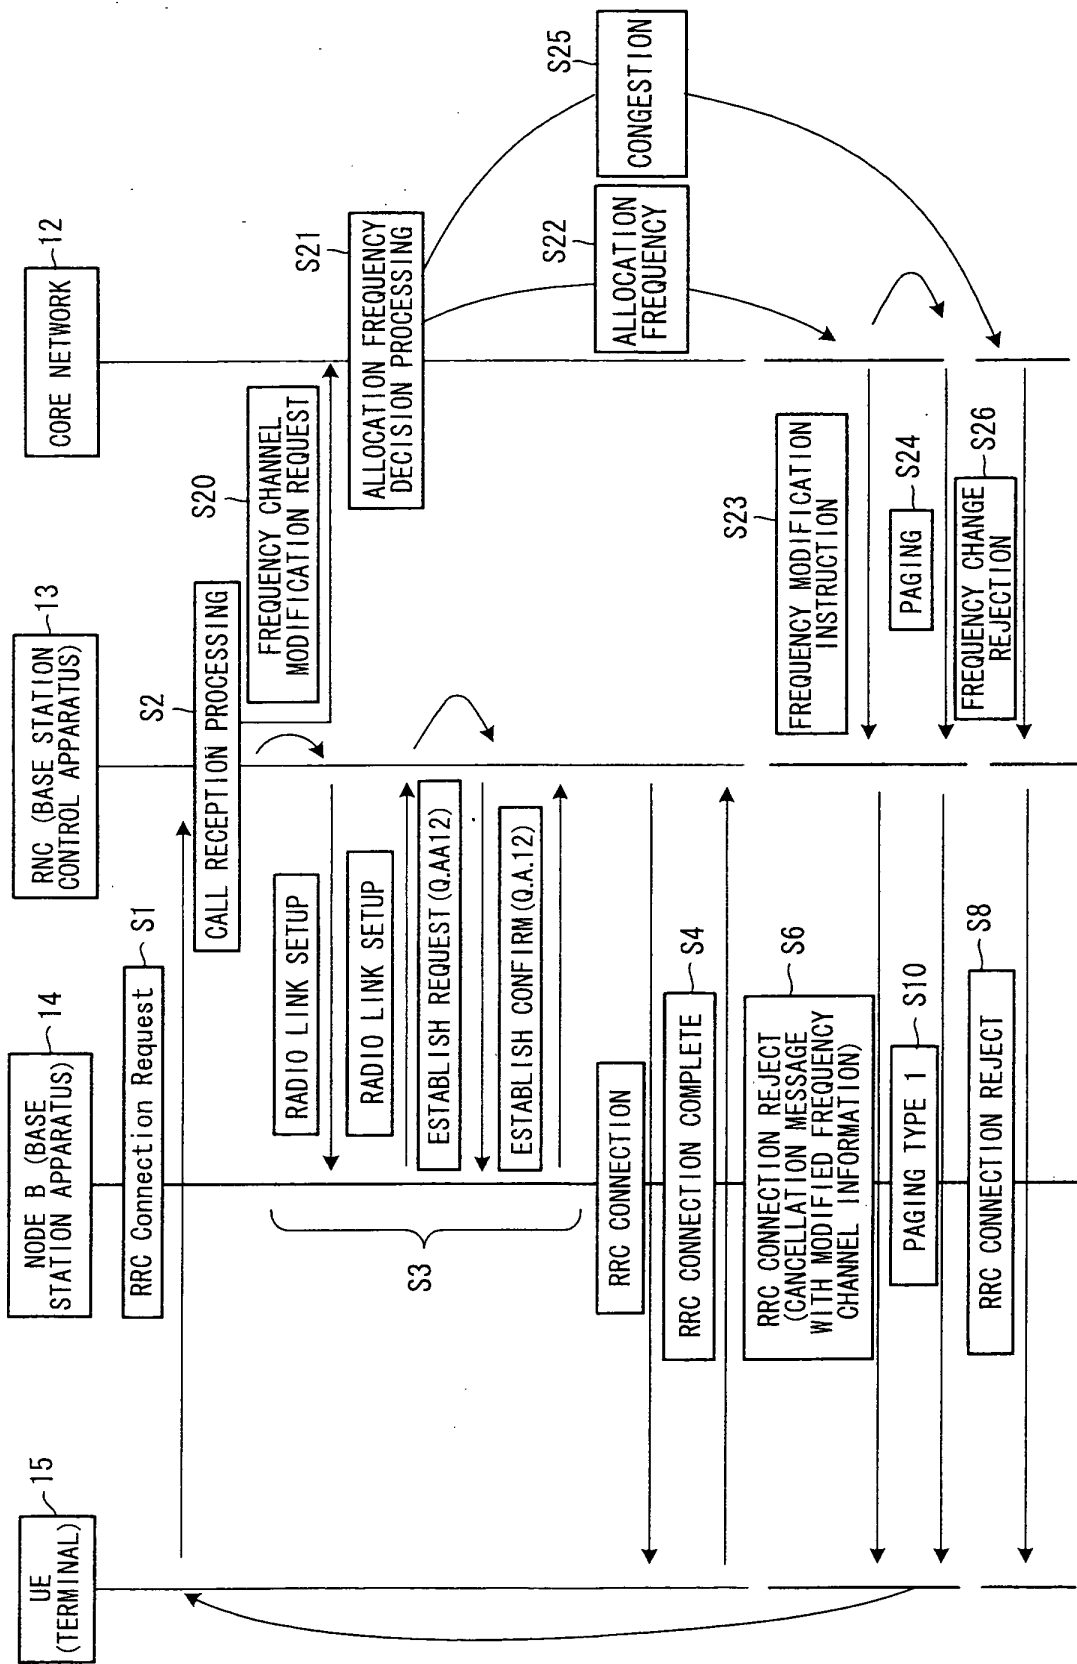 UE
(TERMINAL)
15
NODE B (BASE
STATION APPARATUS)
14
RNC (BASE STATION
CONTROL APPARATUS)
13
CORE NETWORK
12
RRC Connection Request
S1
CALL RECEPTION PROCESSING
S2
FREQUENCY CHANNEL
MODIFICATION REQUEST
S20
ALLOCATION FREQUENCY
DECISION PROCESSING
S21
RADIO LINK SETUP
RADIO LINK SETUP
ESTABLISH REQUEST(Q.AA12)
ESTABLISH CONFIRM(Q.A.12)
S3
ALLOCATION
FREQUENCY
S22
CONGESTION
S25
RRC CONNECTION
RRC CONNECTION COMPLETE
S4
RRC CONNECTION REJECT
(CANCELLATION MESSAGE
WITH MODIFIED FREQUENCY
CHANNEL INFORMATION)
S6
FREQUENCY MODIFICATION
INSTRUCTION
S23
PAGING TYPE 1
S10
PAGING
S24
RRC CONNECTION REJECT
S8
FREQUENCY CHANGE
REJECTION
S26